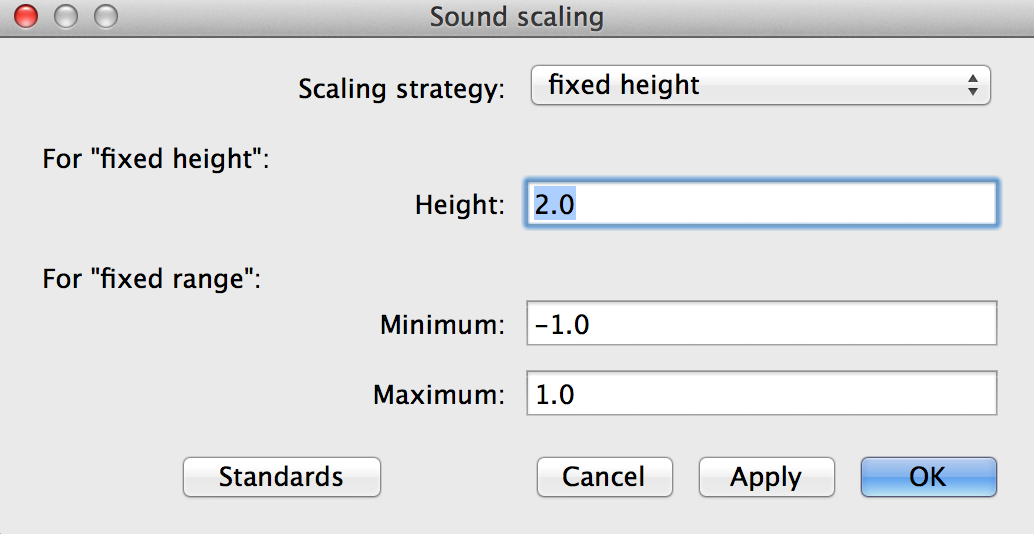 Sound scaling
Scaling strategy: fixed height
For "fixed height":
Height: 2.0
For "fixed range":
Minimum: -1.0
Maximum: 1.0
Standards Cancel Apply OK